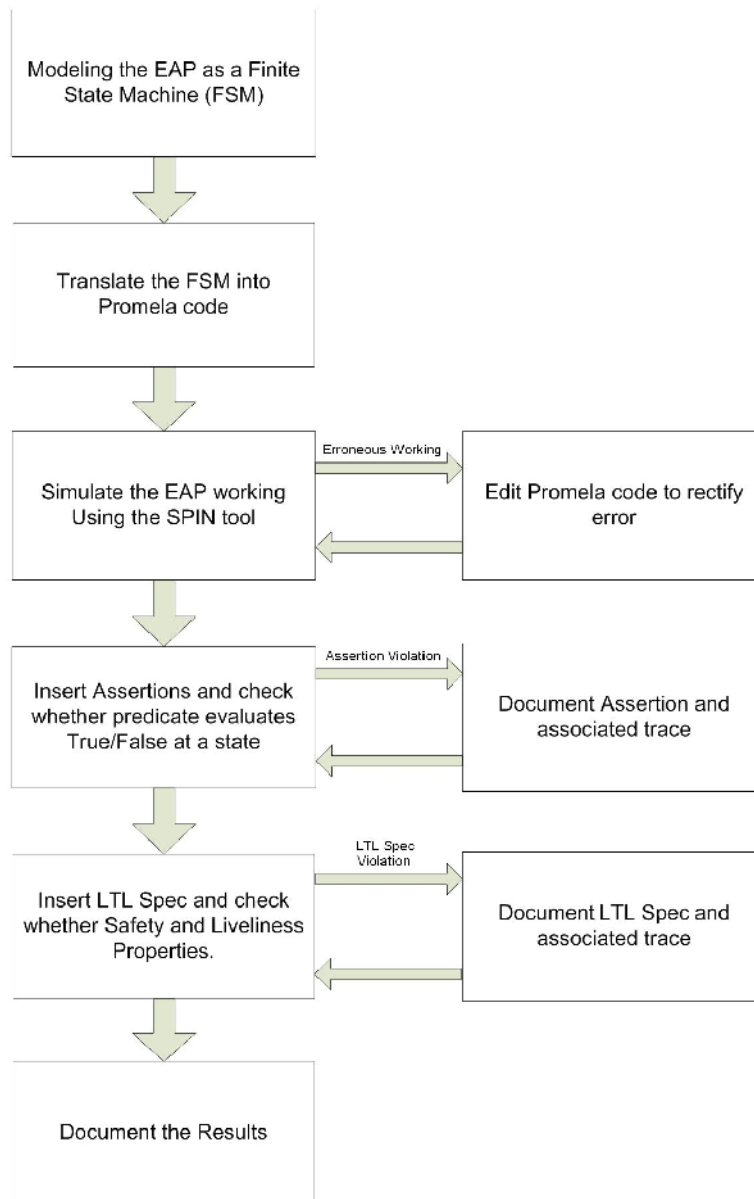 Modeling the EAP as a Finite
State Machine (FSM)
Translate the FSM into
Promela code
Simulate the EAP working
Using the SPIN tool
Erroneous Working
Edit Promela code to rectify
error
Insert Assertions and check
whether predicate evaluates
True/False at a state
Assertion Violation
Document Assertion and
associated trace
Insert LTL Spec and check
whether Safety and Liveliness
Properties.
LTL Spec
Violation
Document LTL Spec and
associated trace
Document the Results